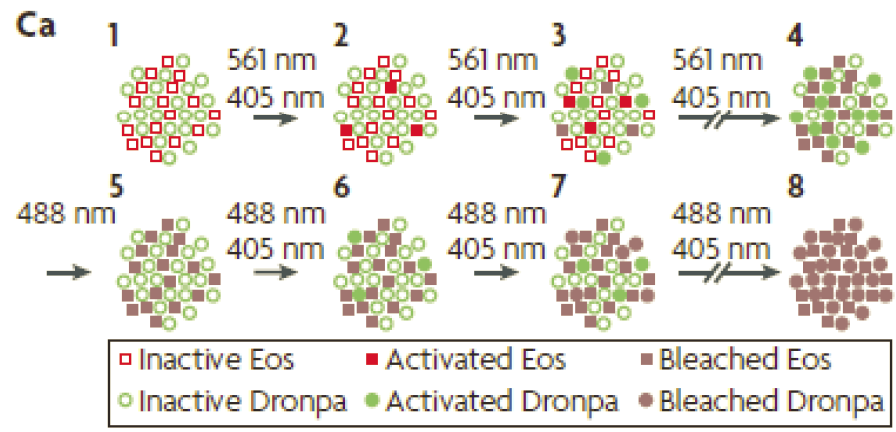 Ca
1 2 3 4
561 nm 561 nm 561 nm
405 nm 405 nm 405 nm
5 6 7 8
488 nm 488 nm 488 nm 488 nm
405 nm 405 nm 405 nm
Inactive Eos Activated Eos Bleached Eos
Inactive Dronpa Activated Dronpa Bleached Dronpa